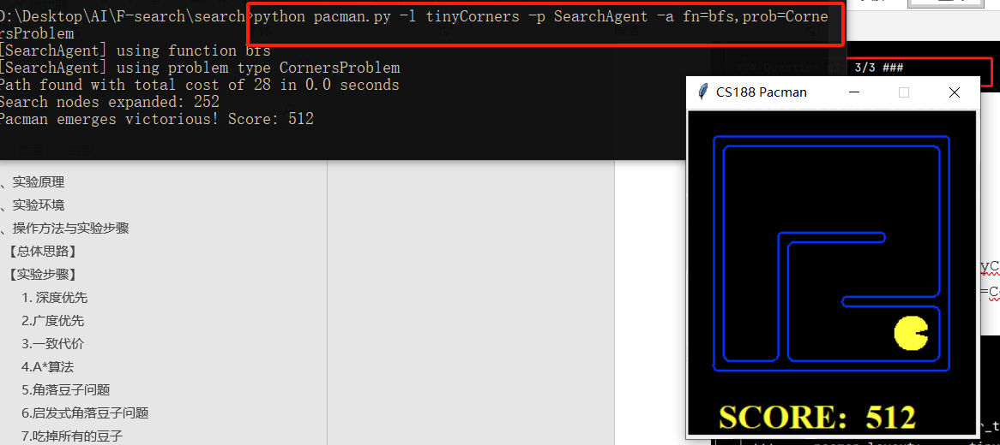 D:\Desktop\AI\F-search\search>python pacman.py -l tinyCorners -p SearchAgent -a fn=bfs,prob=Corne
rsProblem
[SearchAgent] using function bfs
[SearchAgent] using problem type CornersProblem
Path found with total cost of 28 in 0.0 seconds
Search nodes expanded: 252
Pacman emerges victorious! Score: 512
3/3 ###
CS188 Pacman
SCORE: 512
、实验原理
、实验环境
、操作方法与实验步骤
【总体思路】
【实验步骤】
1. 深度优先
2.广度优先
3.一致代价
4.A*算法
5.角落豆子问题
6.启发式角落豆子问题
7.吃掉所有的豆子
yC
=Co